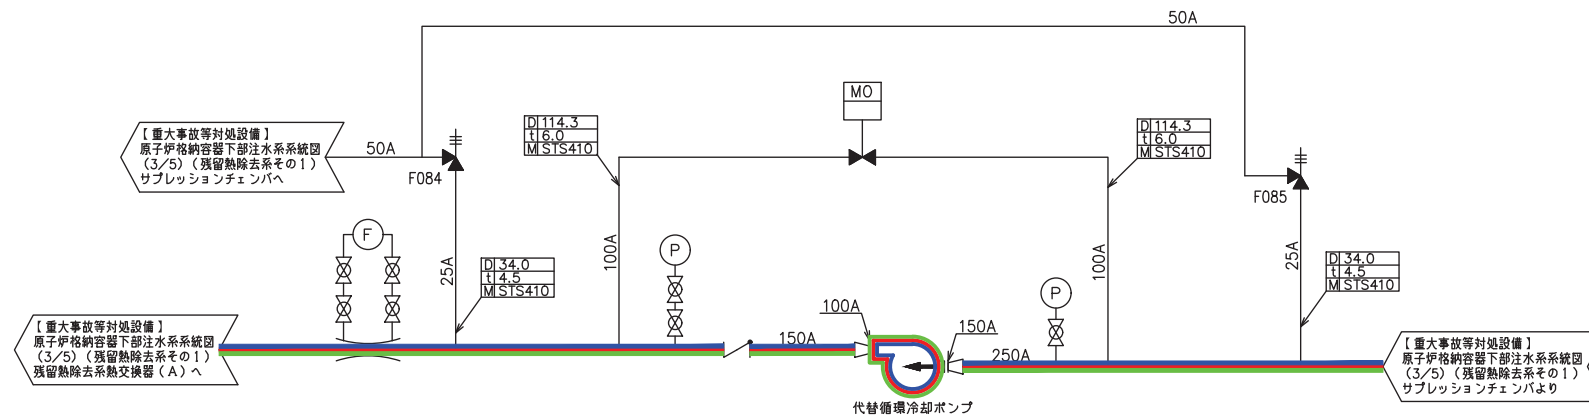 50A
MO
D 114.3
t 6.0
M STS410
D 114.3
t 6.0
M STS410
【重大事故等対処設備】
原子炉格納容器下部注水系系統図
(3/5)(残留熱除去系その1)
サプレッションチェンバへ
50A
F084
F085
F
P
P
25A
100A
100A
25A
D 34.0
t 4.5
M STS410
D 34.0
t 4.5
M STS410
【重大事故等対処設備】
原子炉格納容器下部注水系系統図
(3/5)(残留熱除去系その1)
残留熱除去系熱交換器(A)へ
150A
100A
150A
250A
代替循環冷却ポンプ
【重大事故等対処設備】
原子炉格納容器下部注水系系統図
(3/5)(残留熱除去系その1)
サプレッションチェンバより